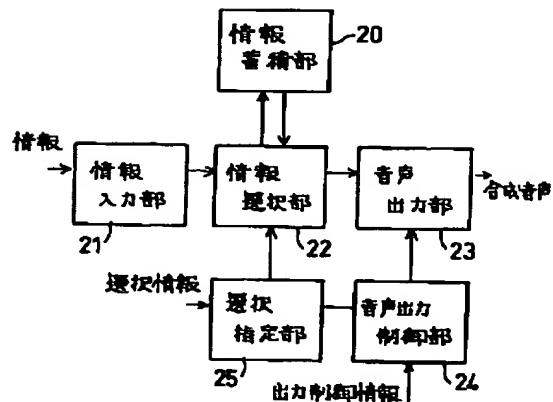 情報
蓄積部
20
情報
情報
入力部
21
情報
選択部
22
音声
出力部
23
合成音声
選択情報
選択
指定部
25
音声出力
制御部
24
出力制御情報